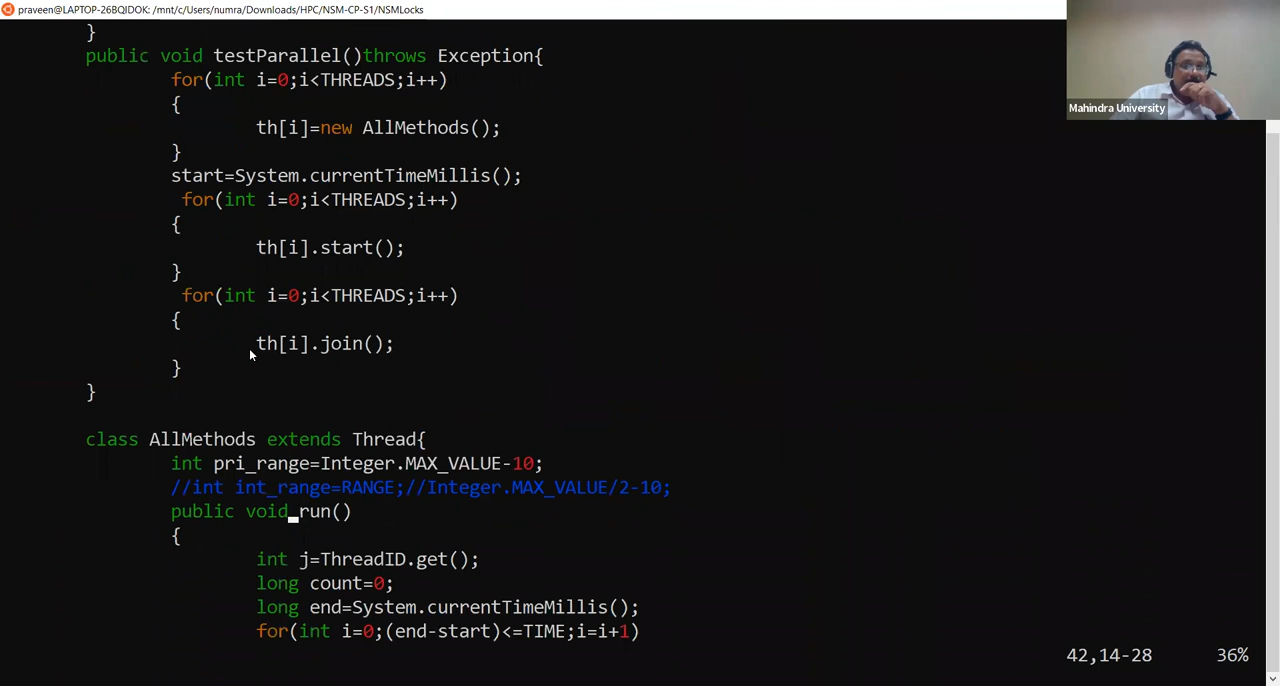 praveen@LAPTOP-26BQIDOK: /mnt/c/Users/numra/Downloads/HPC/NSM-CP-S1/NSMLocks
}
public void testParallel()throws Exception{
for(int i=0;i<THREADS;i++)
{
th[i]=new AllMethods();
}
start=System.currentTimeMillis();
for(int i=0;i<THREADS;i++)
{
th[i].start();
}
for(int i=0;i<THREADS;i++)
{
th[i].join();
}
}
class AllMethods extends Thread{
int pri_range=Integer.MAX_VALUE-10;
//int int_range=RANGE;//Integer.MAX_VALUE/2-10;
public void run()
{
int j=ThreadID.get();
long count=0;
long end=System.currentTimeMillis();
for(int i=0;(end-start)<=TIME;i=i+1)
42,14-28 36%
Mahindra University